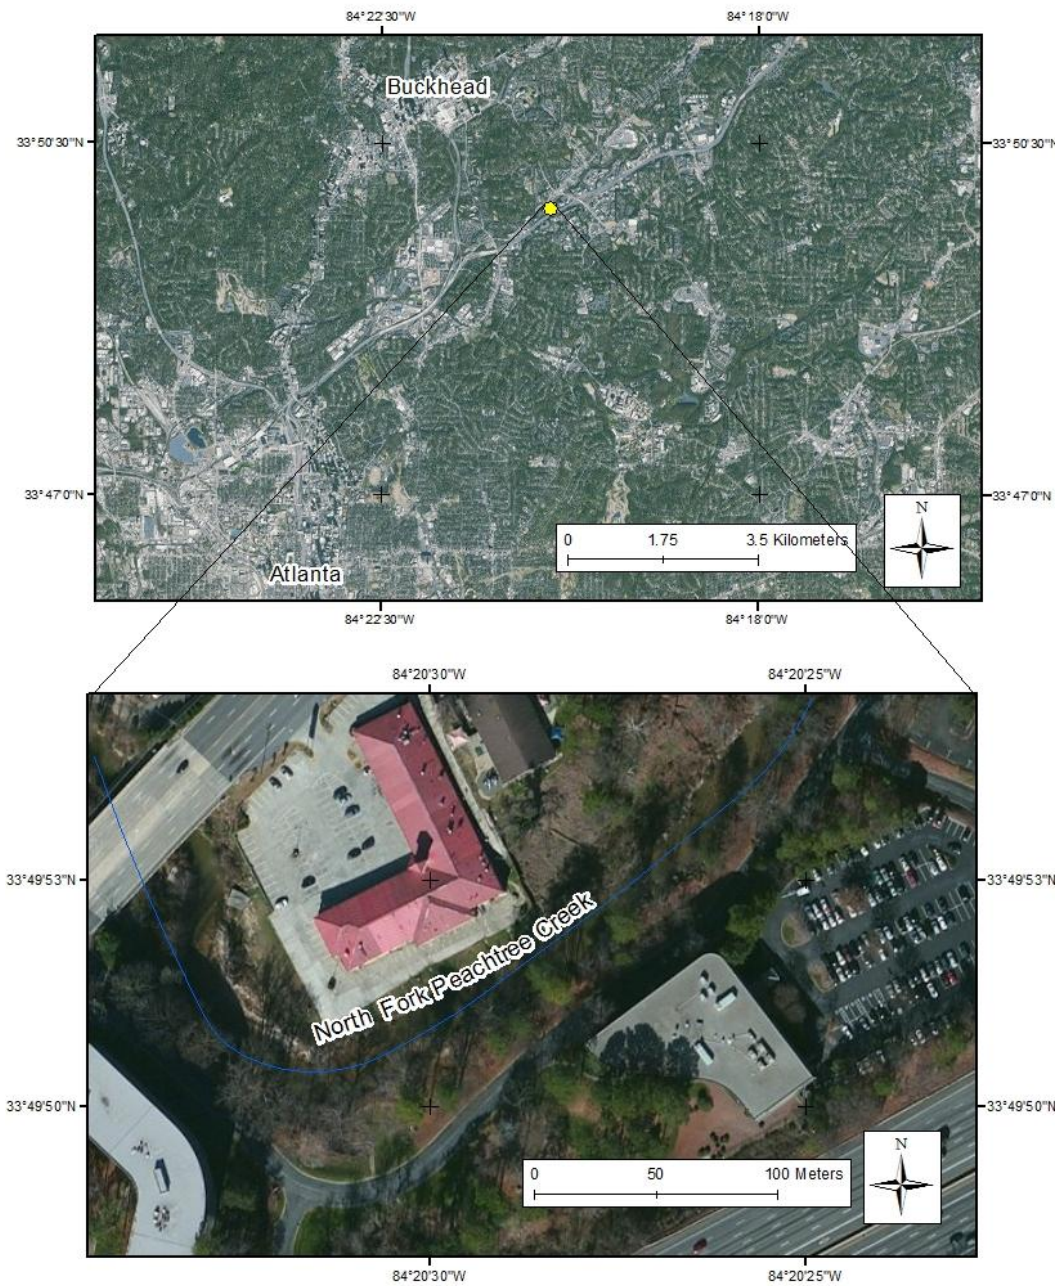 84°22'30"W
84°18'0"W
Buckhead
33°50'30"N
33°50'30"N
33°47'0"N
33°47'0"N
N
0
1.75
3.5 Kilometers
Atlanta
84°22'30"W
84°18'0"W
84°20'30"W
84°20'25"W
33°49'53"N
33°49'53"N
North Fork Peachtree Creek
33°49'50"N
33°49'50"N
N
0
50
100 Meters
84°20'30"W
84°20'25"W